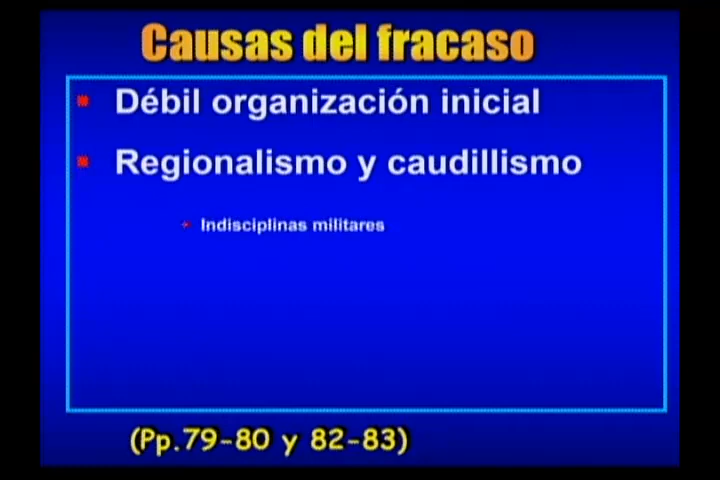 Causas del fracaso
Débil organización inicial
Regionalismo y caudillismo
Indisciplinas militares
(Pp.79-80 y 82-83)